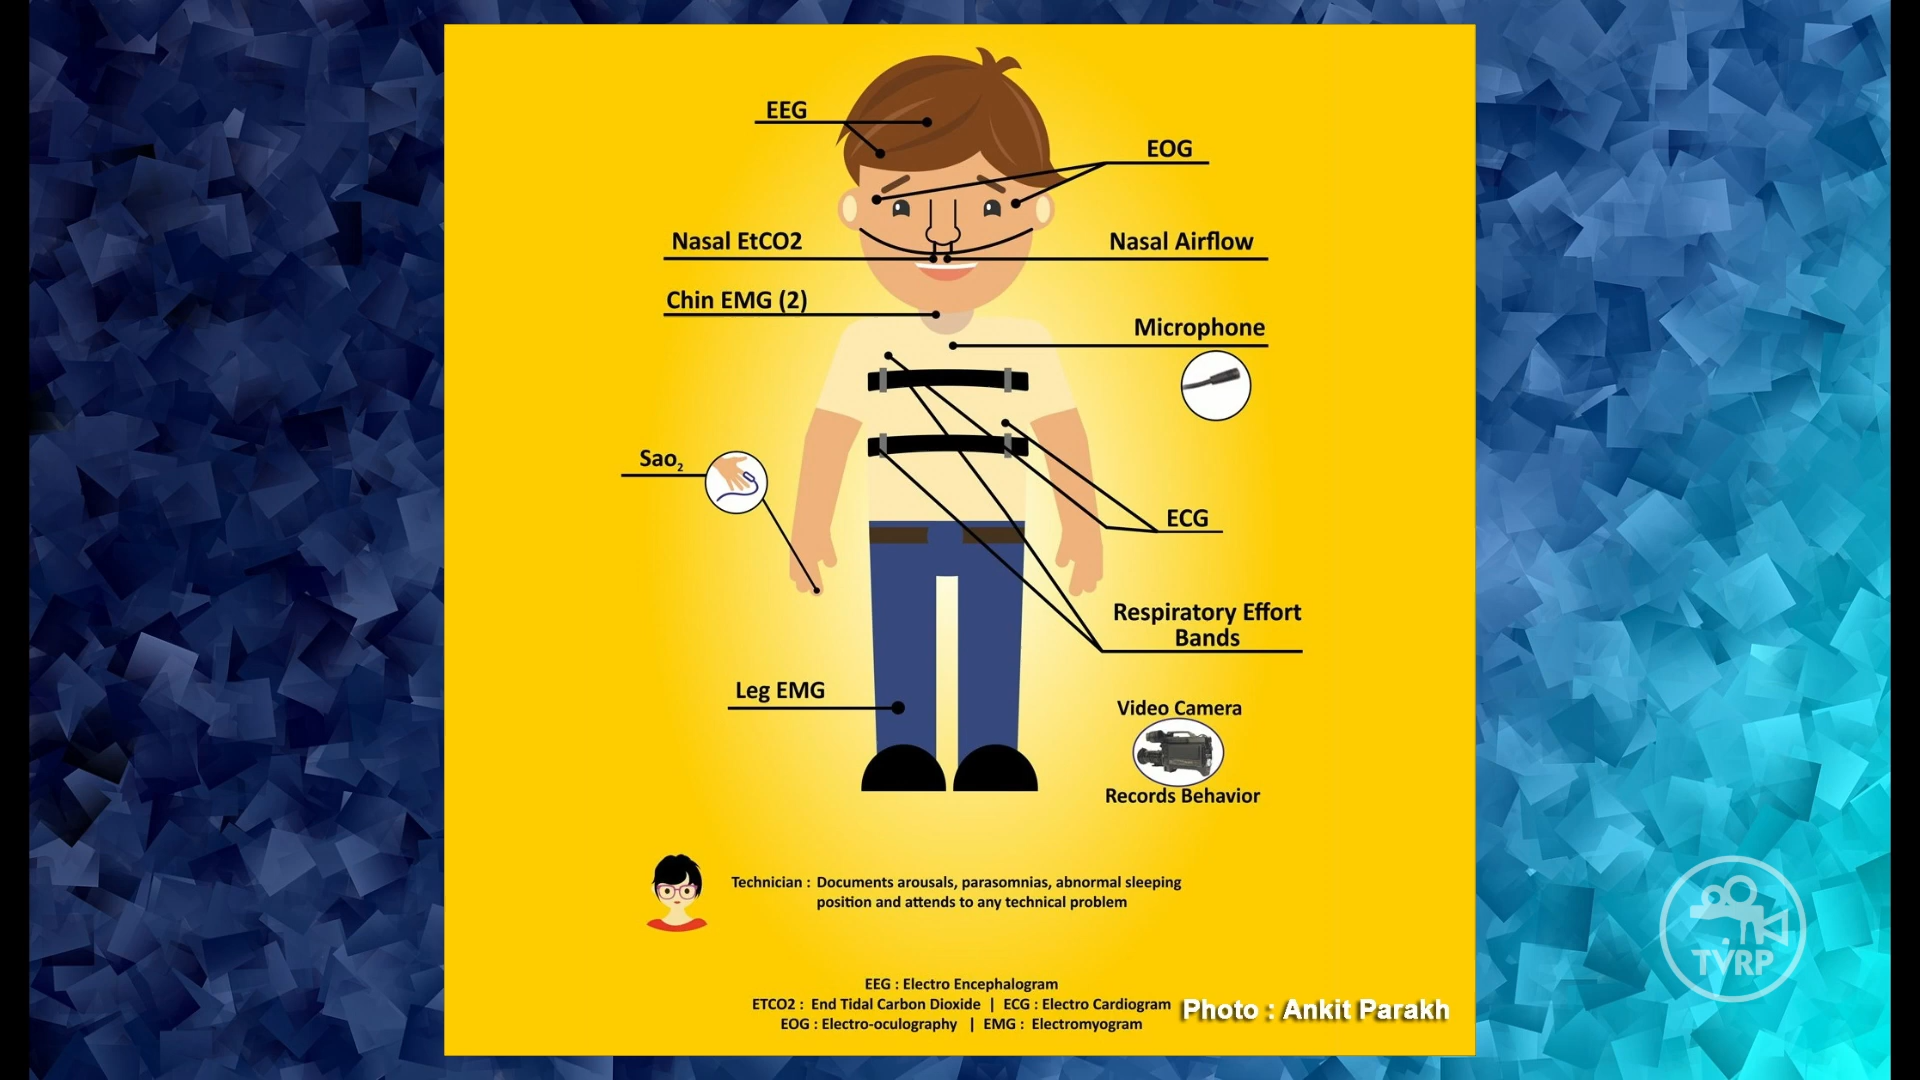 EEG
EOG
Nasal EtCO2
Nasal Airflow
Chin EMG (2)
Microphone
Sao₂
ECG
Respiratory Effort
Bands
Leg EMG
Video Camera
Records Behavior
Technician : Documents arousals, parasomnias, abnormal sleeping
position and attends to any technical problem
EEG : Electro Encephalogram
ETCO2 : End Tidal Carbon Dioxide | ECG : Electro Cardiogram
EOG : Electro-oculography | EMG : Electromyogram
Photo : Ankit Parakh
TVRP